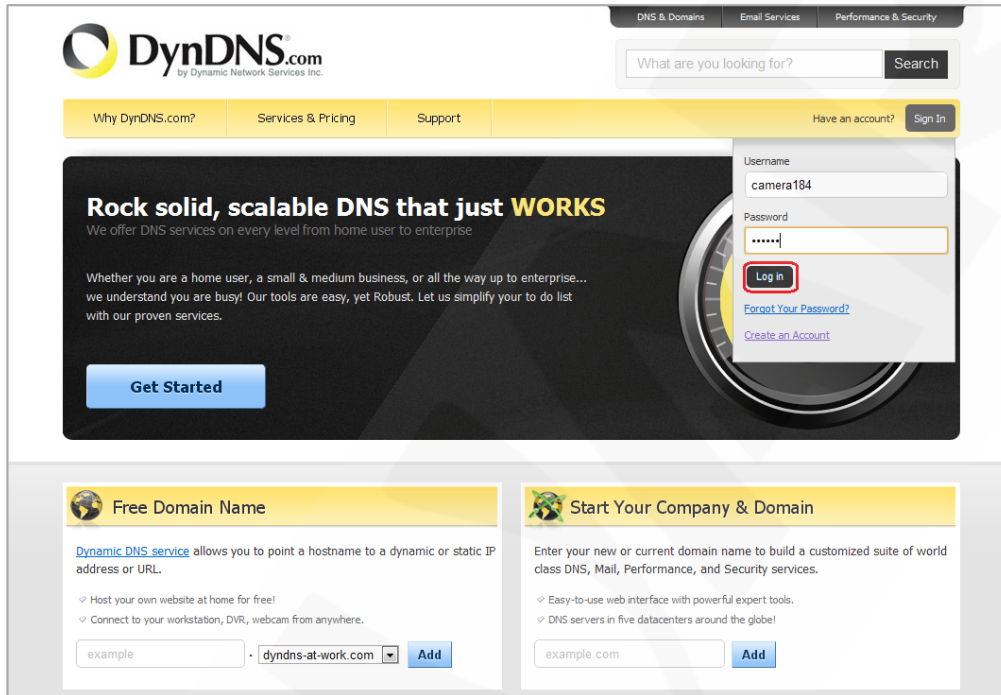 DNS & Domains Email Services Performance & Security
DynDNS.com
by Dynamic Network Services Inc.
What are you looking for? Search
Why DynDNS.com? Services & Pricing Support Have an account? Sign In
Username
camera184
Password
••••••
Log in
Forgot Your Password?
Create an Account
Rock solid, scalable DNS that just WORKS
We offer DNS services on every level from home user to enterprise
Whether you are a home user, a small & medium business, or all the way up to enterprise...
we understand you are busy! Our tools are easy, yet Robust. Let us simplify your to do list
with our proven services.
Get Started
Free Domain Name
Dynamic DNS service allows you to point a hostname to a dynamic or static IP
address or URL.
Host your own website at home for free!
Connect to your workstation, DVR, webcam from anywhere.
example . dyndns-at-work.com Add
Start Your Company & Domain
Enter your new or current domain name to build a customized suite of world
class DNS, Mail, Performance, and Security services.
Easy-to-use web interface with powerful expert tools.
DNS servers in five datacenters around the globe!
example.com Add